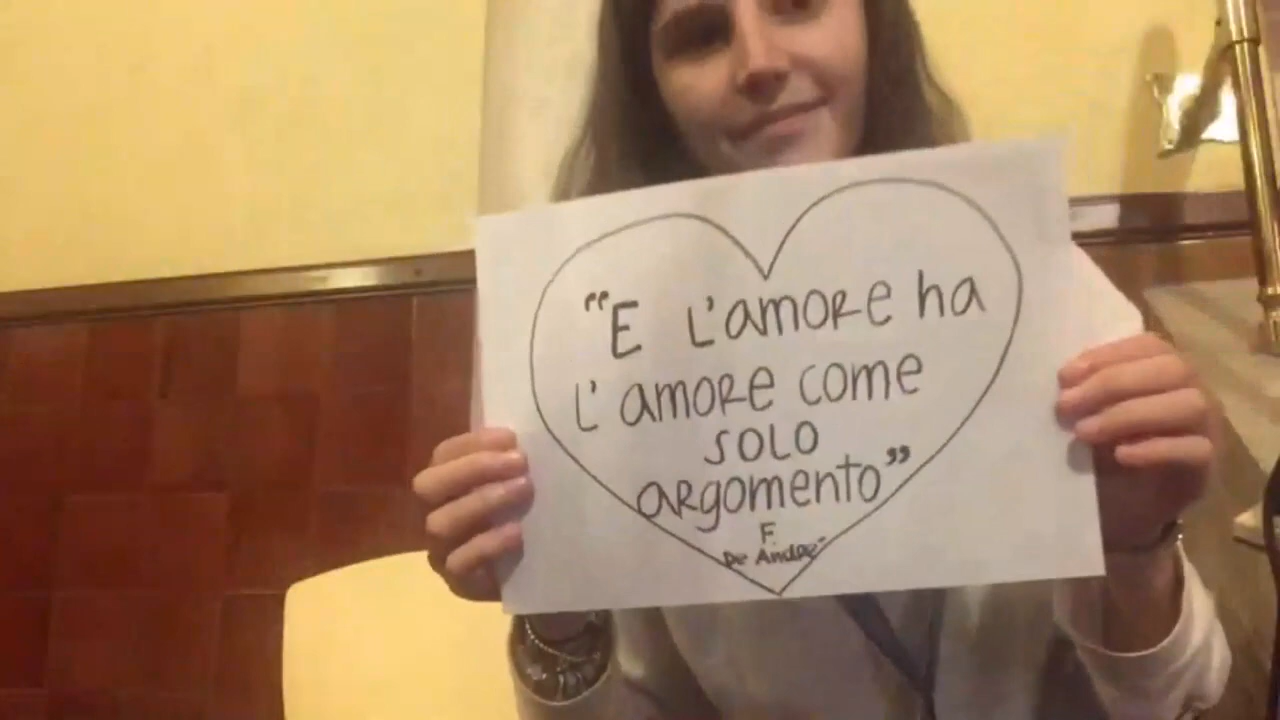 “E L'amore ha
L'amore come
solo
argomento”
F.
De Andre'